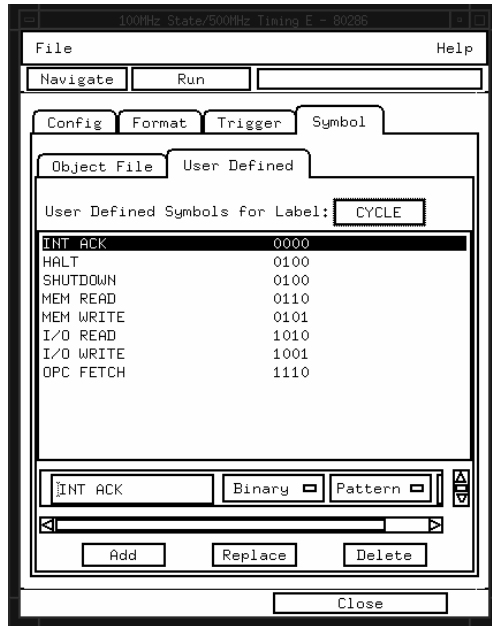 100MHz State/500MHz Timing E - 80286
File Help
Navigate Run
Config Format Trigger Symbol
Object File User Defined
User Defined Symbols for Label: CYCLE
INT ACK 0000
HALT 0100
SHUTDOWN 0100
MEM READ 0110
MEM WRITE 0101
I/O READ 1010
I/O WRITE 1001
OPC FETCH 1110
INT ACK Binary Pattern
Add Replace Delete
Close